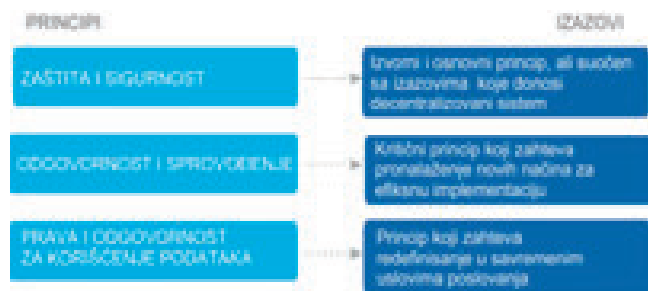 PRINCIPI
IZAZOVI
ZAŠTITA I SIGURNOST
Izvorni i osnovni princip, ali suočen
sa izazovima koje donosi
decentralizovani sistem
ODGOVORNOST I SPROVOĐENJE
Kritični princip koji zahteva
pronalaženje novih načina za
efiksnu implementaciju
PRAVA I ODGOVORNOST
ZA KORIŠĆENJE PODATAKA
Princip koji zahteva
redefinisanje u savremenim
uslovima poslovanja